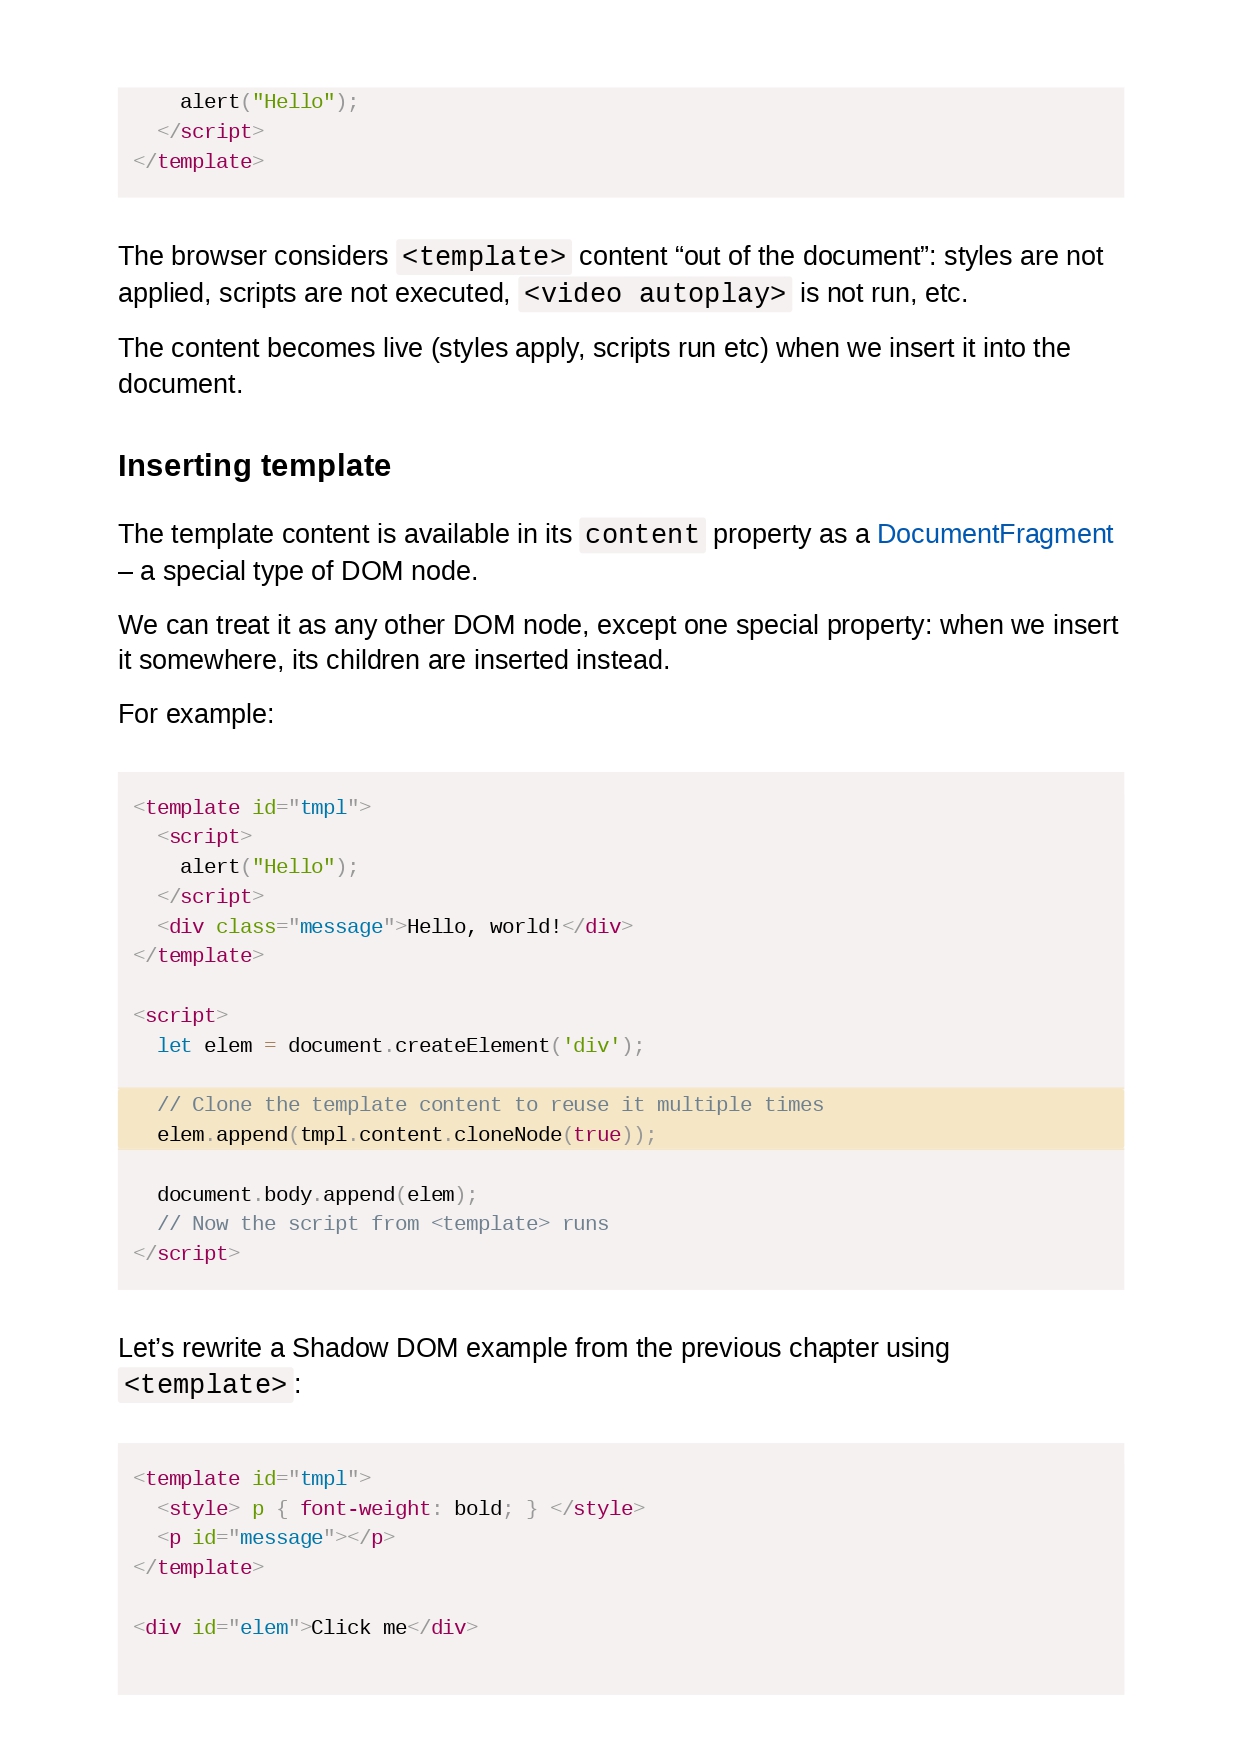 alert("Hello");
  </script>
</template>
The browser considers <template> content “out of the document”: styles are not
applied, scripts are not executed, <video autoplay> is not run, etc.
The content becomes live (styles apply, scripts run etc) when we insert it into the
document.
Inserting template
The template content is available in its content property as a DocumentFragment
– a special type of DOM node.
We can treat it as any other DOM node, except one special property: when we insert
it somewhere, its children are inserted instead.
For example:
<template id="tmpl">
  <script>
    alert("Hello");
  </script>
  <div class="message">Hello, world!</div>
</template>
<script>
  let elem = document.createElement('div');
  // Clone the template content to reuse it multiple times
  elem.append(tmpl.content.cloneNode(true));
  document.body.append(elem);
  // Now the script from <template> runs
</script>
Let’s rewrite a Shadow DOM example from the previous chapter using
<template>:
<template id="tmpl">
  <style> p { font-weight: bold; } </style>
  <p id="message"></p>
</template>
<div id="elem">Click me</div>